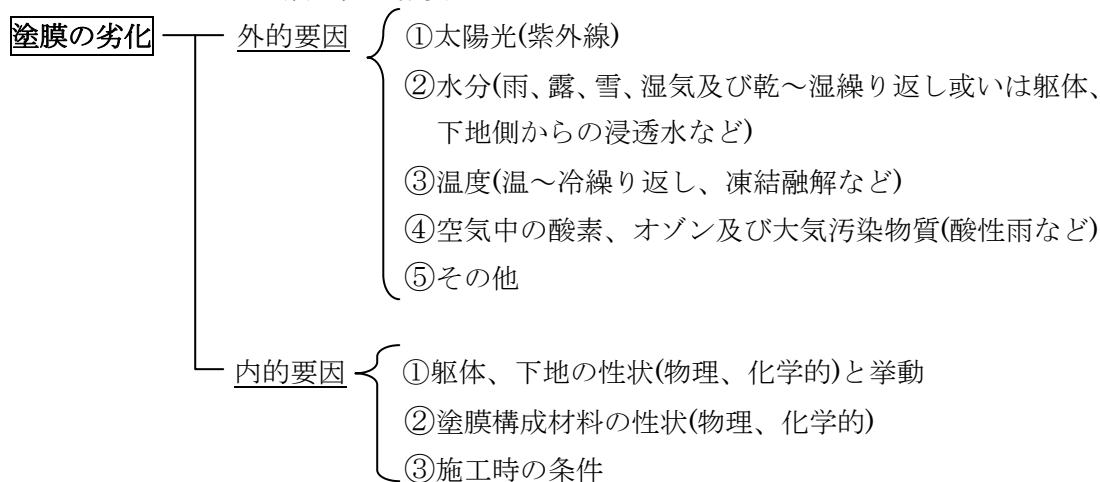 塗膜の劣化
外的要因
①太陽光(紫外線)
②水分(雨、露、雪、湿気及び乾～湿繰り返し或いは躯体、
下地側からの浸透水など)
③温度(温～冷繰り返し、凍結融解など)
④空気中の酸素、オゾン及び大気汚染物質(酸性雨など)
⑤その他
内的要因
①躯体、下地の性状(物理、化学的)と挙動
②塗膜構成材料の性状(物理、化学的)
③施工時の条件